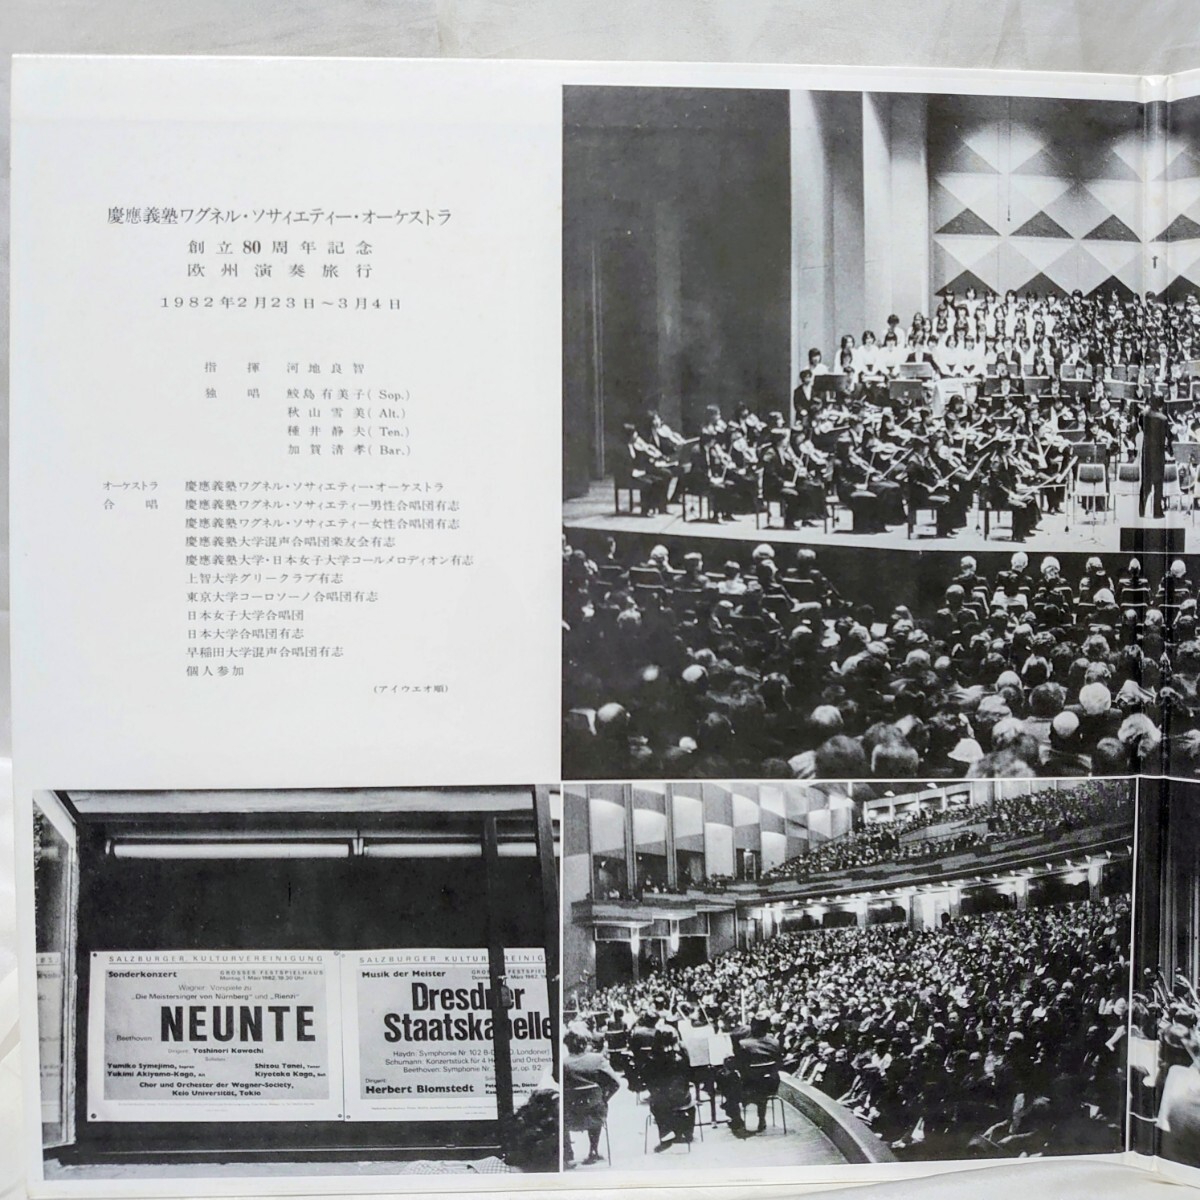 慶應義塾ワグネル・ソサィエティー・オーケストラ
創立80周年記念
欧州演奏旅行
1982年2月23日～3月4日
指揮 河地良智
独唱 鮫島有美子(Sop.)
秋山雪美(Alt.)
種井静夫(Ten.)
加賀清孝(Bar.)
オーケストラ 慶應義塾ワグネル・ソサィエティー・オーケストラ
合唱 慶應義塾ワグネル・ソサィエティー男性合唱団有志
慶應義塾ワグネル・ソサィエティー女性合唱団有志
慶應義塾大学混声合唱団楽友会有志
慶應義塾大学・日本女子大学コールメロディオン有志
上智大学グリークラブ有志
東京大学コーロソーノ合唱団有志
日本女子大学合唱団
日本大学合唱団有志
早稲田大学混声合唱団有志
個人参加
(アイウエオ順)
SALZBURGER KULTURVEREINIGUNG
Sonderkonzert
GROSSES FESTSPIELHAUS
Montag, 1. März 1982, 19.30 Uhr
Wagner: Vorspiele zu
„Die Meistersinger von Nürnberg" und „Rienzi"
Beethoven: NEUNTE
Dirigent: Yoshinori Kawachi
Solisten:
Yumiko Symejima, Sopran
Shizuo Tanei, Tenor
Yukimi Akiyama-Kaga, Alt
Kiyotaka Kaga, Baß
Chor und Orchester der Wagner-Society,
Keio Universität, Tokio
SALZBURGER KULTURVEREIN
Musik der Meister
GROSSES FESTSPI
Dresdner
Staatskapelle
Haydn: Symphonie Nr. 102 B-D
Londoner
Schumann: Konzertstück für 4 H
und Orchester
Beethoven: Symphonie
op. 92
Dirigent:
Herbert Blomstedt